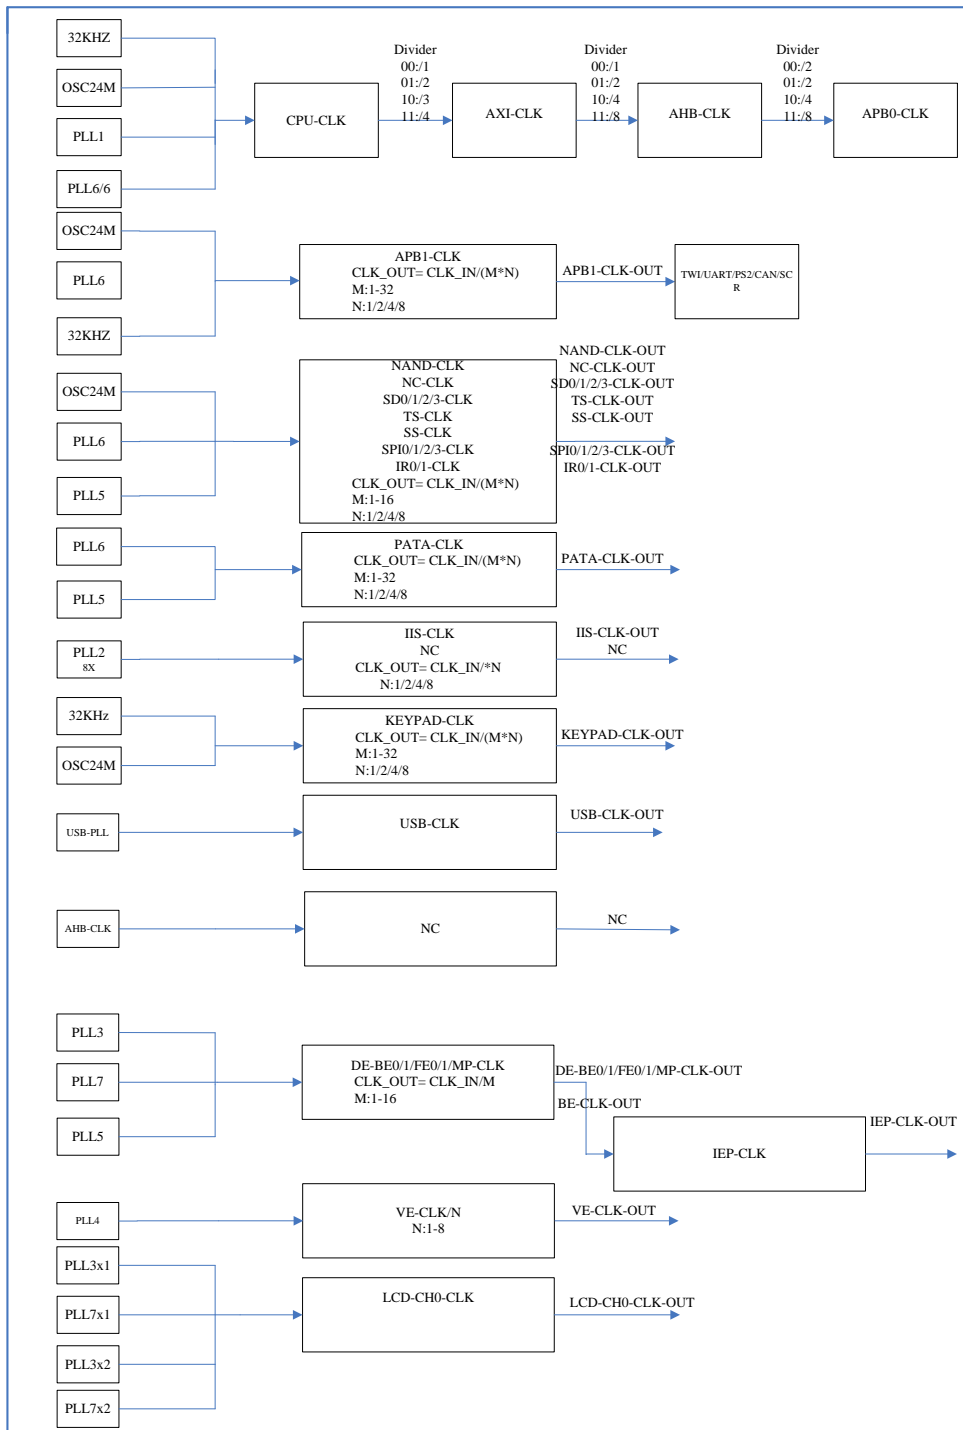 32KHZ
OSC24M
PLL1
PLL6/6
CPU-CLK
Divider
00:/1
01:/2
10:/3
11:/4
AXI-CLK
Divider
00:/1
01:/2
10:/4
11:/8
AHB-CLK
Divider
00:/2
01:/2
10:/4
11:/8
APB0-CLK
OSC24M
PLL6
32KHZ
APB1-CLK
CLK_OUT= CLK_IN/(M*N)
M:1-32
N:1/2/4/8
APB1-CLK-OUT
TWI/UART/PS2/CAN/SC
R
OSC24M
PLL6
PLL5
NAND-CLK
NC-CLK
SD0/1/2/3-CLK
TS-CLK
SS-CLK
SPI0/1/2/3-CLK
IR0/1-CLK
CLK_OUT= CLK_IN/(M*N)
M:1-16
N:1/2/4/8
NAND-CLK-OUT
NC-CLK-OUT
SD0/1/2/3-CLK-OUT
TS-CLK-OUT
SS-CLK-OUT
SPI0/1/2/3-CLK-OUT
IR0/1-CLK-OUT
PLL6
PLL5
PATA-CLK
CLK_OUT= CLK_IN/(M*N)
M:1-32
N:1/2/4/8
PATA-CLK-OUT
PLL2
8X
IIS-CLK
NC
CLK_OUT= CLK_IN/*N
N:1/2/4/8
IIS-CLK-OUT
NC
32KHz
OSC24M
KEYPAD-CLK
CLK_OUT= CLK_IN/(M*N)
M:1-32
N:1/2/4/8
KEYPAD-CLK-OUT
USB-PLL
USB-CLK
USB-CLK-OUT
AHB-CLK
NC
NC
PLL3
PLL7
PLL5
DE-BE0/1/FE0/1/MP-CLK
CLK_OUT= CLK_IN/M
M:1-16
DE-BE0/1/FE0/1/MP-CLK-OUT
BE-CLK-OUT
IEP-CLK
IEP-CLK-OUT
PLL4
VE-CLK/N
N:1-8
VE-CLK-OUT
PLL3x1
PLL7x1
PLL3x2
PLL7x2
LCD-CH0-CLK
LCD-CH0-CLK-OUT